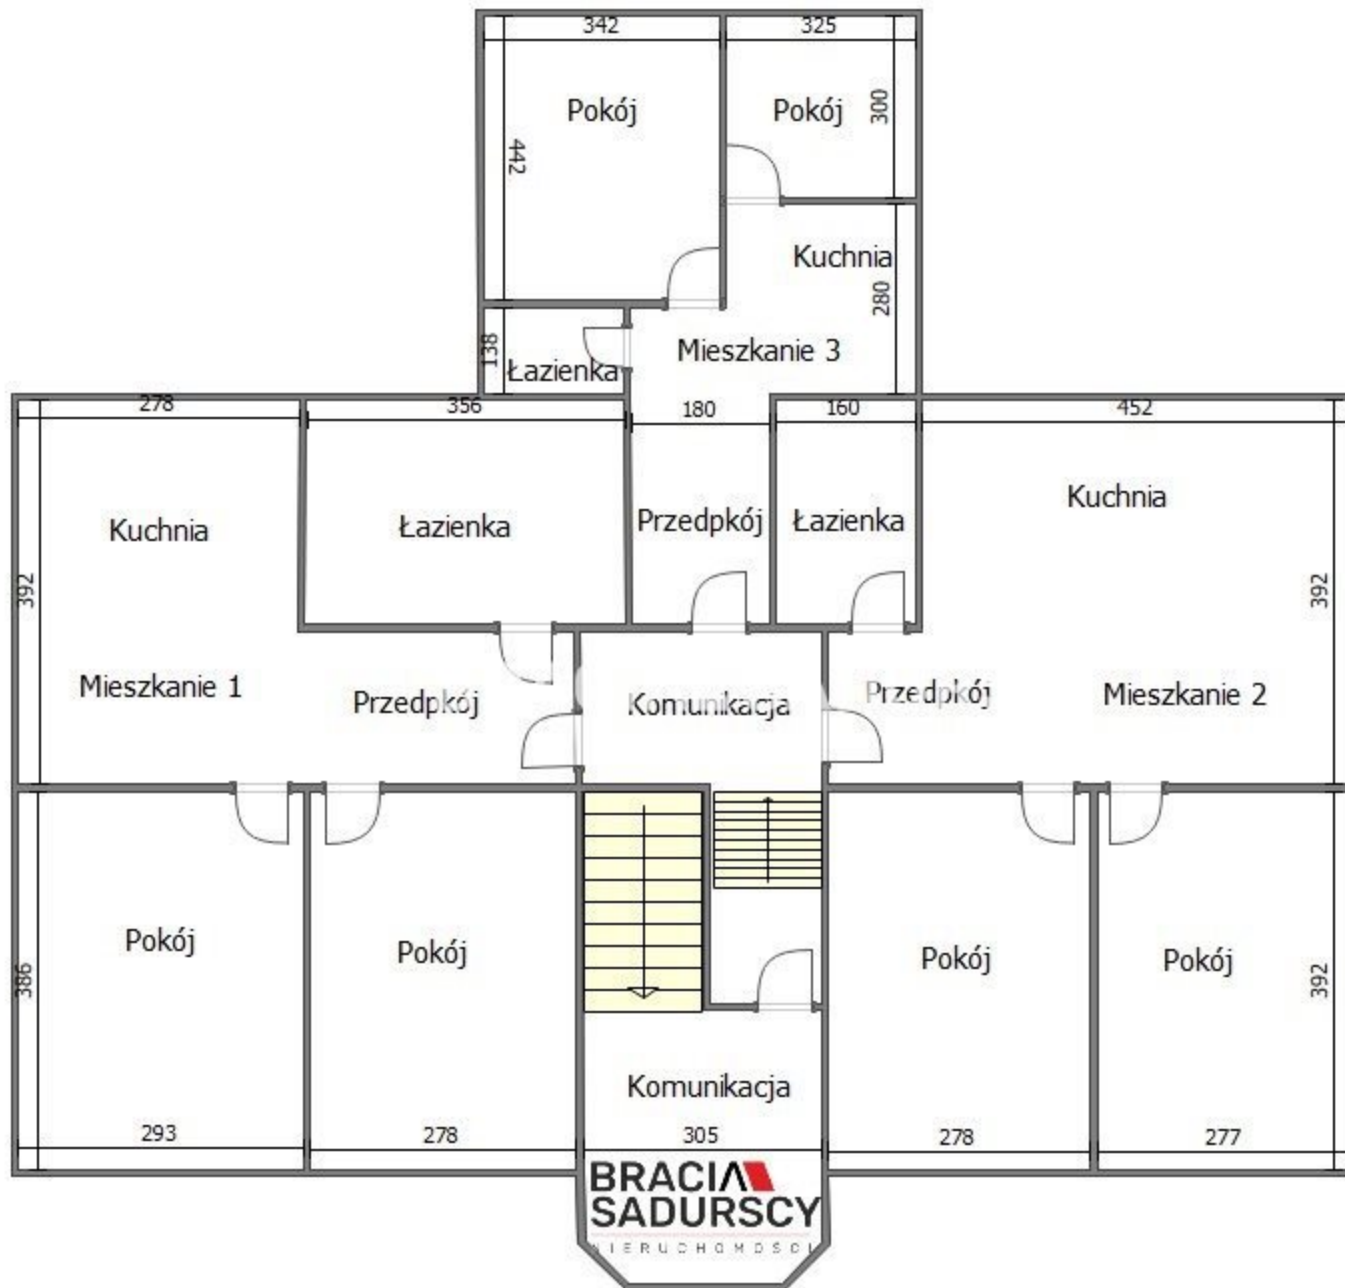 342
325
Pokój
Pokój
300
442
Kuchnia
280
138
Łazienka
Mieszkanie 3
278
356
180
160
452
Kuchnia
Łazienka
Przedpkój
Łazienka
Kuchnia
392
392
Mieszkanie 1
Przedpkój
Komunikacja
Przedpkój
Mieszkanie 2
Pokój
Pokój
Pokój
Pokój
386
392
Komunikacja
293
278
305
278
277
BRACIA
SADURSCY
NIERUCHOMOŚCI